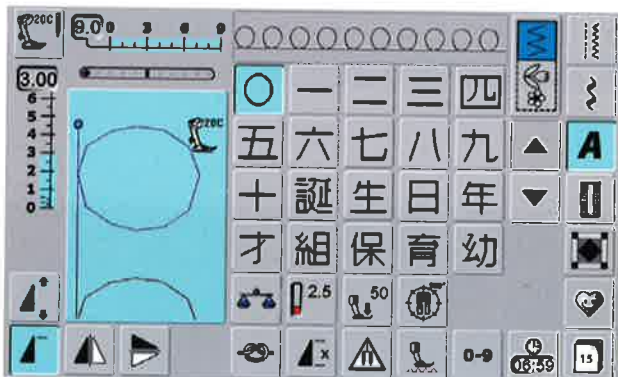 20C 9.0 0 3 6 9
3.00
6
5
4
3
2
1
0
20C
〇 一 二 三 四
五 六 七 八 九
十 誕 生 日 年
才 組 保 育 幼
A
2.5 50
x 0-9 06:59 15